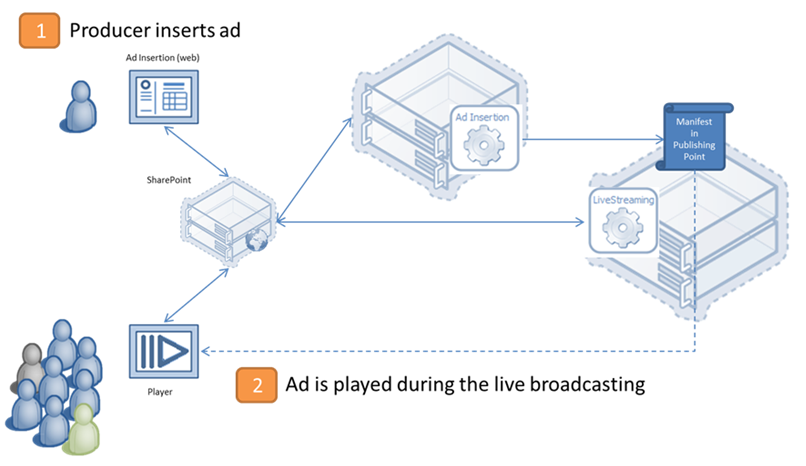 1 Producer inserts ad
Ad Insertion (web)
Ad Insertion
Manifest
in
Publishing
Point
SharePoint
LiveStreaming
Player
2 Ad is played during the live broadcasting